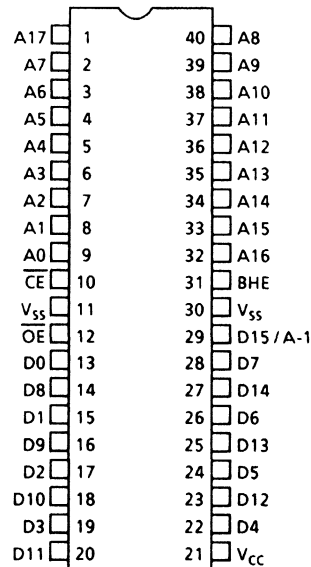 A17 1 40 A8
A7 2 39 A9
A6 3 38 A10
A5 4 37 A11
A4 5 36 A12
A3 6 35 A13
A2 7 34 A14
A1 8 33 A15
A0 9 32 A16
CE 10 31 BHE
VSS 11 30 VSS
OE 12 29 D15/A-1
D0 13 28 D7
D8 14 27 D14
D1 15 26 D6
D9 16 25 D13
D2 17 24 D5
D10 18 23 D12
D3 19 22 D4
D11 20 21 VCC